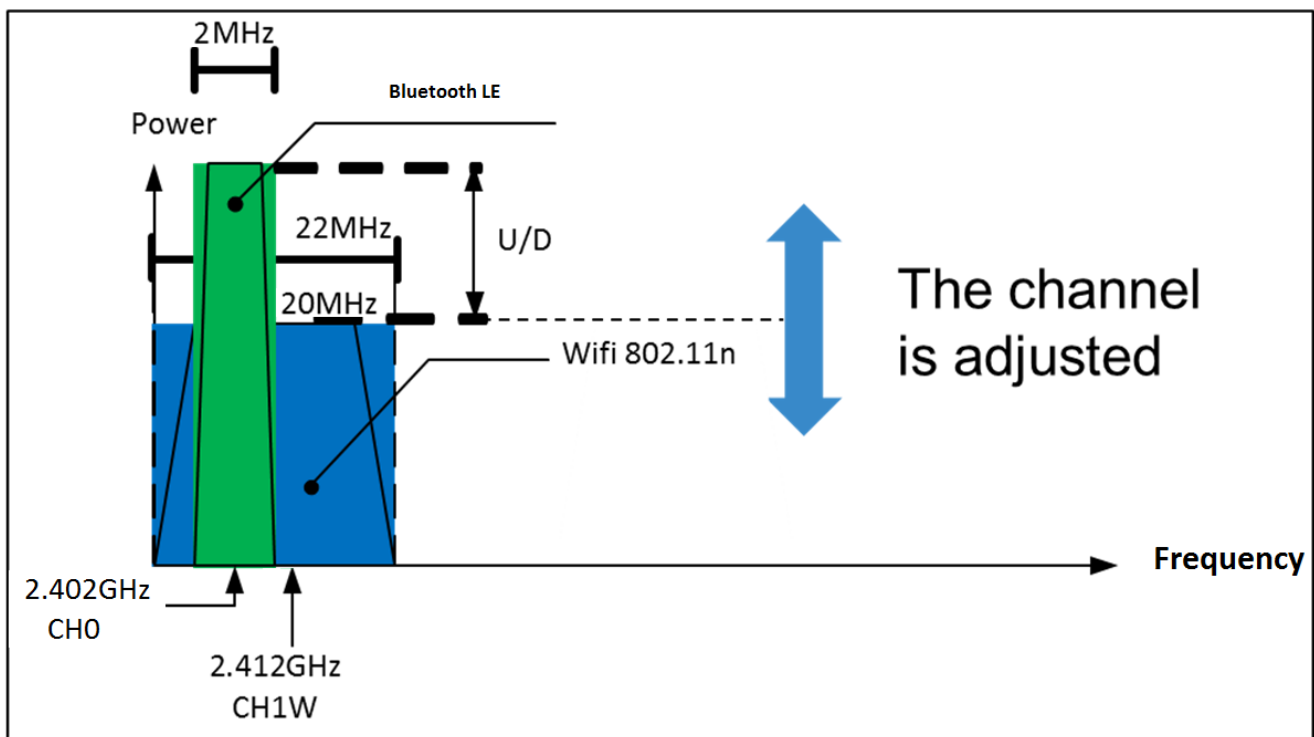 2MHz
Bluetooth LE
Power
22MHz
U/D
20MHz
The channel
is adjusted
Wifi 802.11n
Frequency
2.402GHz
CH0
2.412GHz
CH1W